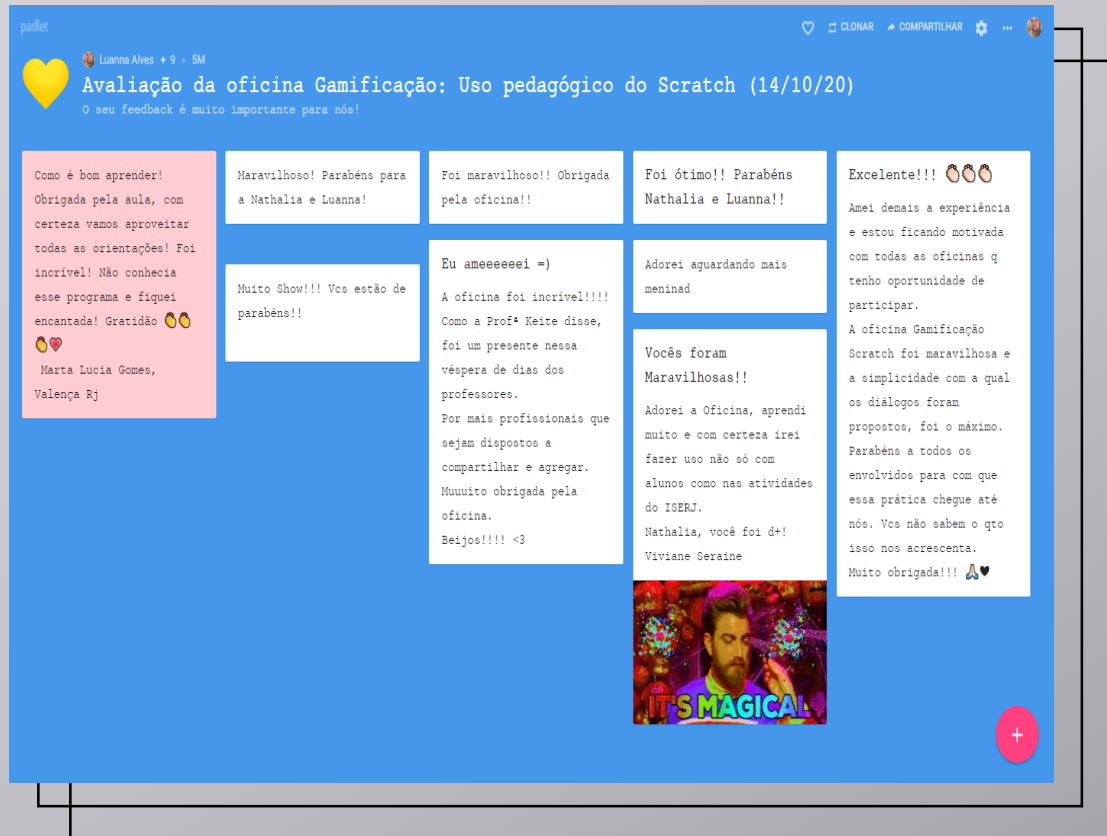 padlet
CLONAR
COMPARTILHAR
Luanna Alves + 9 • 5M
Avaliação da oficina Gamificação: Uso pedagógico do Scratch (14/10/20)
O seu feedback é muito importante para nós!
Como é bom aprender!
Obrigada pela aula, com
certeza vamos aproveitar
todas as orientações! Foi
incrível! Não conhecia
esse programa e fiquei
encantada! Gratidão 👏👏
👏💗
Marta Lucia Gomes,
Valença Rj
Maravilhoso! Parabéns para
a Nathalia e Luanna!
Muito Show!!! Vcs estão de
parabéns!!
Foi maravilhoso!! Obrigada
pela oficina!!
Eu ameeeeeei =)
A oficina foi incrível!!!!
Como a Profª Keite disse,
foi um presente nessa
véspera de dias dos
professores.
Por mais profissionais que
sejam dispostos a
compartilhar e agregar.
Muuuito obrigada pela
oficina.
Beijos!!!! <3
Foi ótimo!! Parabéns
Nathalia e Luanna!!
Adorei aguardando mais
meninad
Vocês foram
Maravilhosas!!
Adorei a Oficina, aprendi
muito e com certeza irei
fazer uso não só com
alunos como nas atividades
do ISERJ.
Nathalia, você foi d+!
Viviane Seraine
IT'S MAGICAL
Excelente!!! 👏🏻👏🏻👏🏻
Amei demais a experiência
e estou ficando motivada
com todas as oficinas q
tenho oportunidade de
participar.
A oficina Gamificação
Scratch foi maravilhosa e
a simplicidade com a qual
os diálogos foram
propostos, foi o máximo.
Parabéns a todos os
envolvidos para com que
essa prática chegue até
nós. Vcs não sabem o qto
isso nos acrescenta.
Muito obrigada!!! 🙏🏻♥
+